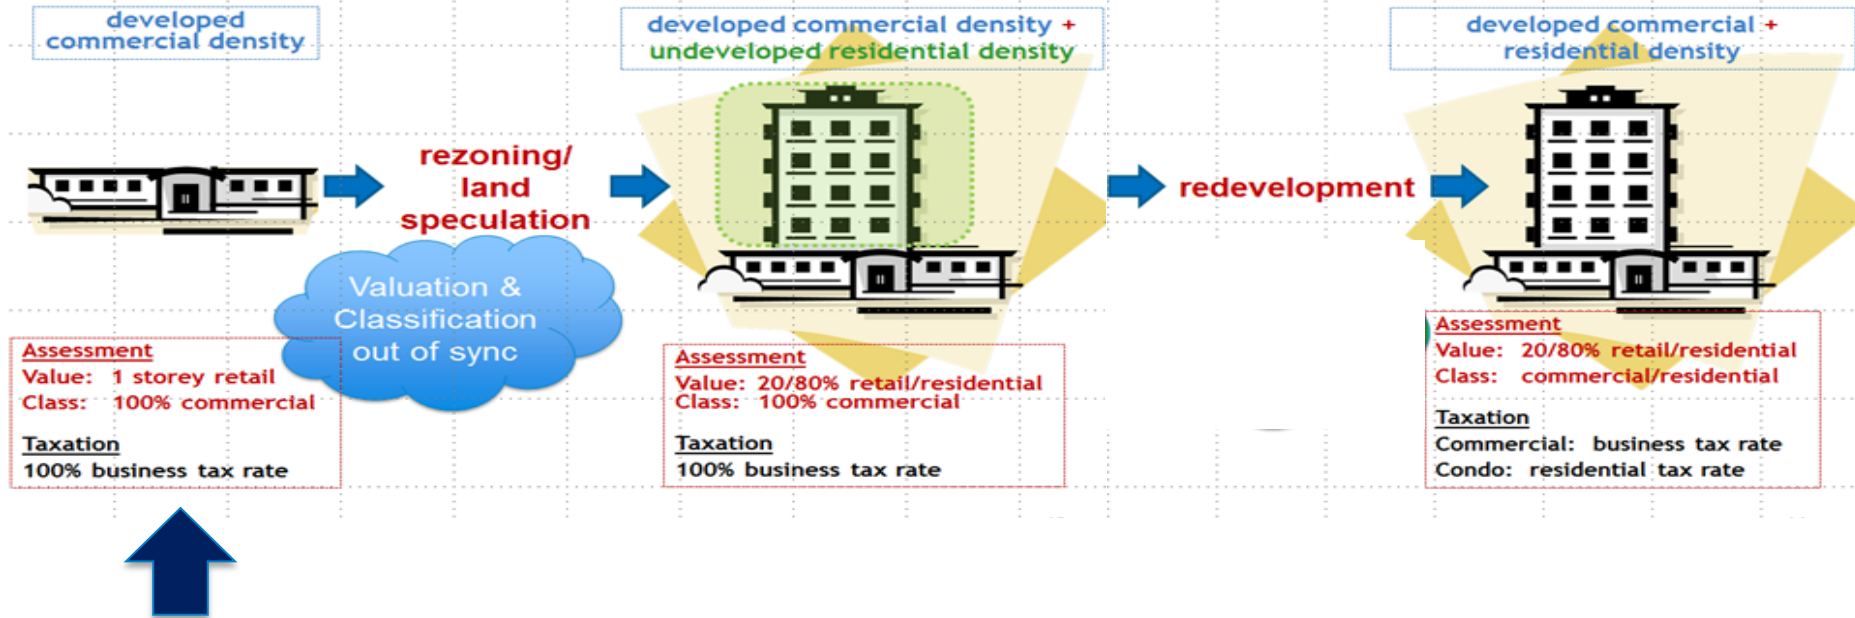 developed
commercial density
rezoning/
land
speculation
Valuation &
Classification
out of sync
Assessment
Value: 1 storey retail
Class: 100% commercial
Taxation
100% business tax rate
developed commercial density +
undeveloped residential density
Assessment
Value: 20/80% retail/residential
Class: 100% commercial
Taxation
100% business tax rate
redevelopment
developed commercial +
residential density
Assessment
Value: 20/80% retail/residential
Class: commercial/residential
Taxation
Commercial: business tax rate
Condo: residential tax rate